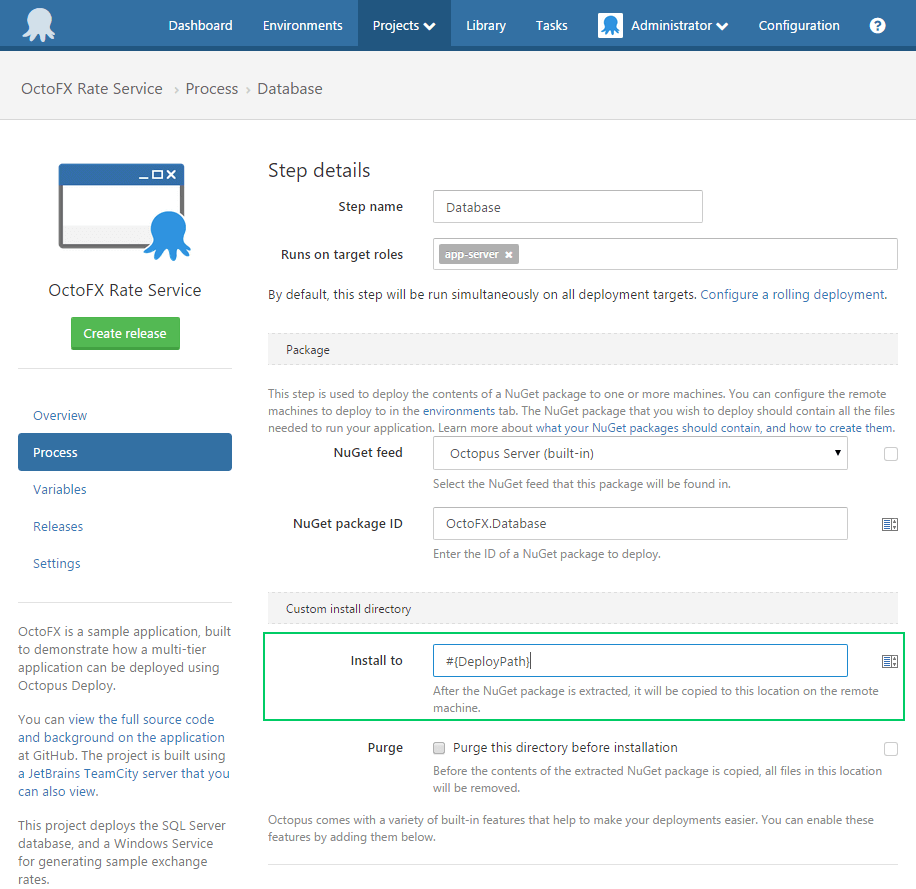 Dashboard Environments Projects Library Tasks Administrator Configuration ?
OctoFX Rate Service › Process › Database
OctoFX Rate Service
Create release
Overview
Process
Variables
Releases
Settings
OctoFX is a sample application, built
to demonstrate how a multi-tier
application can be deployed using
Octopus Deploy.
You can view the full source code
and background on the application
at GitHub. The project is built using
a JetBrains TeamCity server that you
can also view.
This project deploys the SQL Server
database, and a Windows Service
for generating sample exchange
rates.
Step details
Step name Database
Runs on target roles app-server ×
By default, this step will be run simultaneously on all deployment targets. Configure a rolling deployment.
Package
This step is used to deploy the contents of a NuGet package to one or more machines. You can configure the remote
machines to deploy to in the environments tab. The NuGet package that you wish to deploy should contain all the files
needed to run your application. Learn more about what your NuGet packages should contain, and how to create them.
NuGet feed Octopus Server (built-in)
Select the NuGet feed that this package will be found in.
NuGet package ID OctoFX.Database
Enter the ID of a NuGet package to deploy.
Custom install directory
Install to #{DeployPath}
After the NuGet package is extracted, it will be copied to this location on the remote
machine.
Purge Purge this directory before installation
Before the contents of the extracted NuGet package is copied, all files in this location
will be removed.
Octopus comes with a variety of built-in features that help to make your deployments easier. You can enable these
features by adding them below.